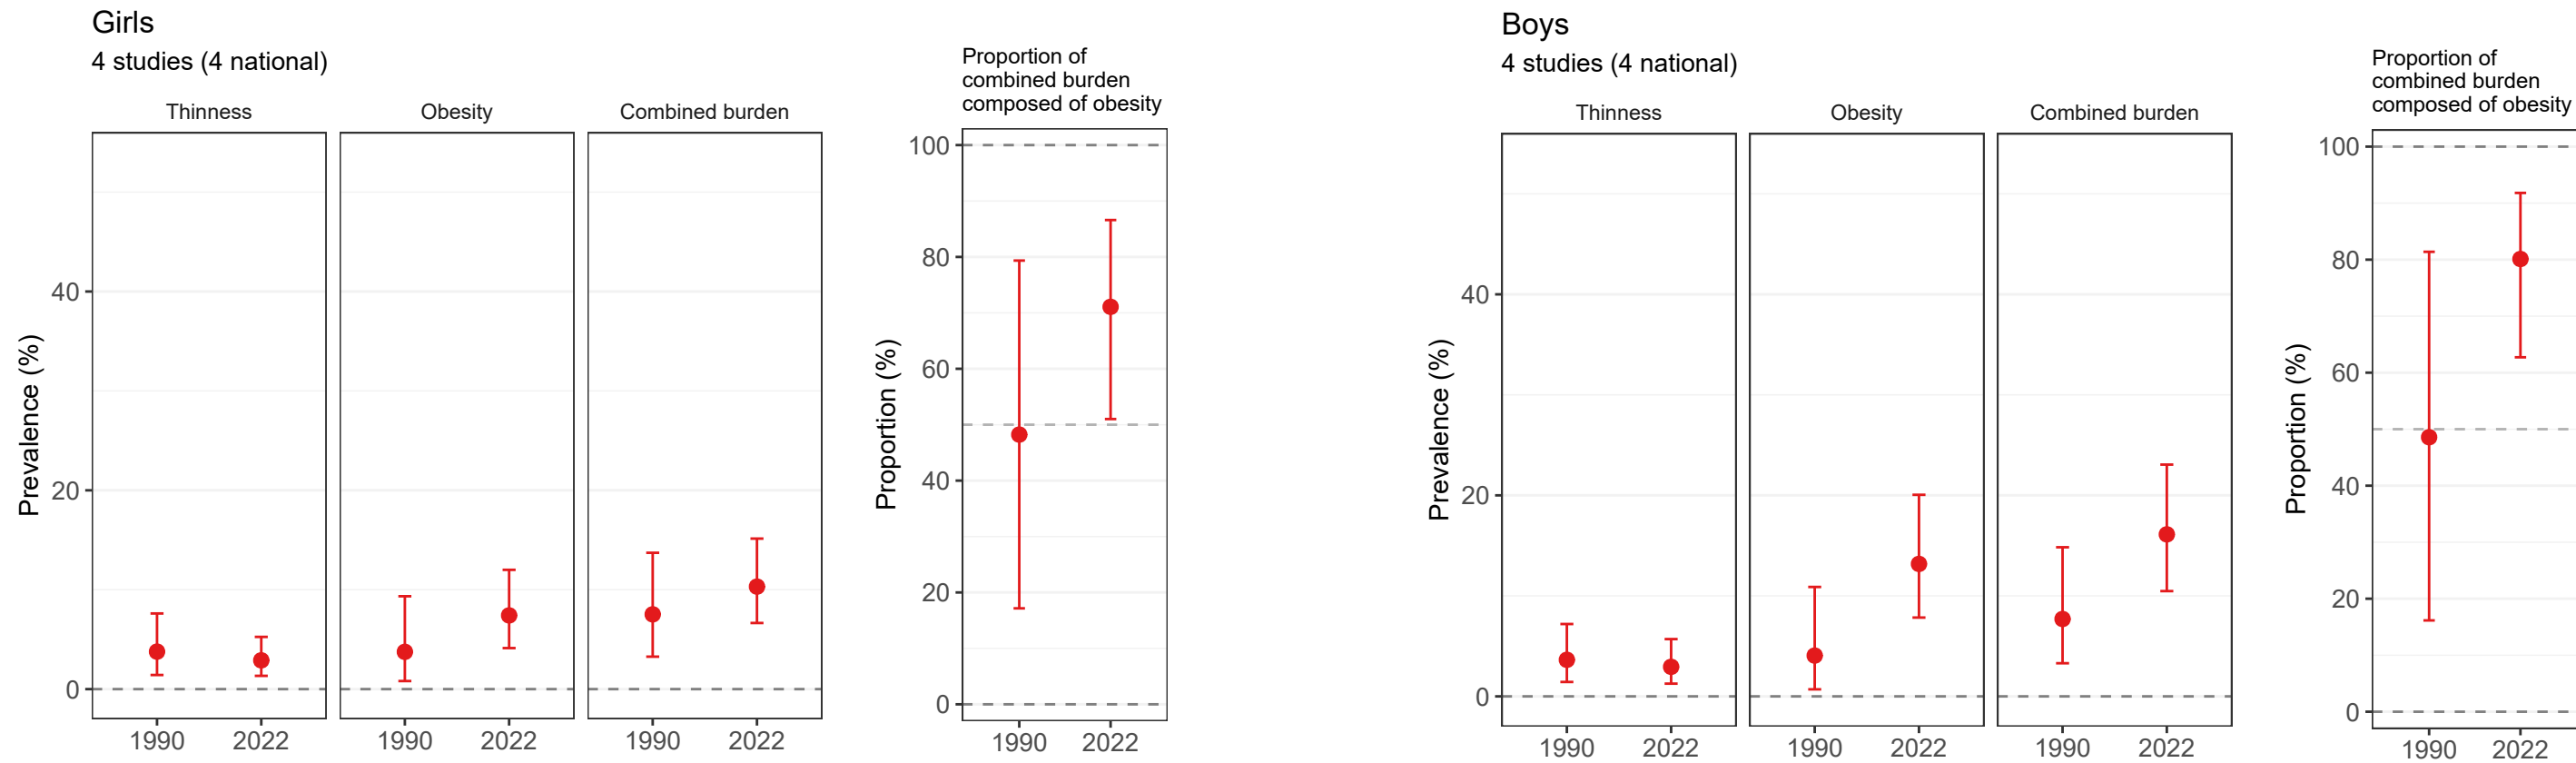 Girls
4 studies (4 national)
Thinness
Obesity
Combined burden
Prevalence (%)
40
20
0
1990 2022
1990 2022
1990 2022
Proportion of
combined burden
composed of obesity
Proportion (%)
100
80
60
40
20
0
1990 2022
Boys
4 studies (4 national)
Thinness
Obesity
Combined burden
Prevalence (%)
40
20
0
1990 2022
1990 2022
1990 2022
Proportion of
combined burden
composed of obesity
Proportion (%)
100
80
60
40
20
0
1990 2022